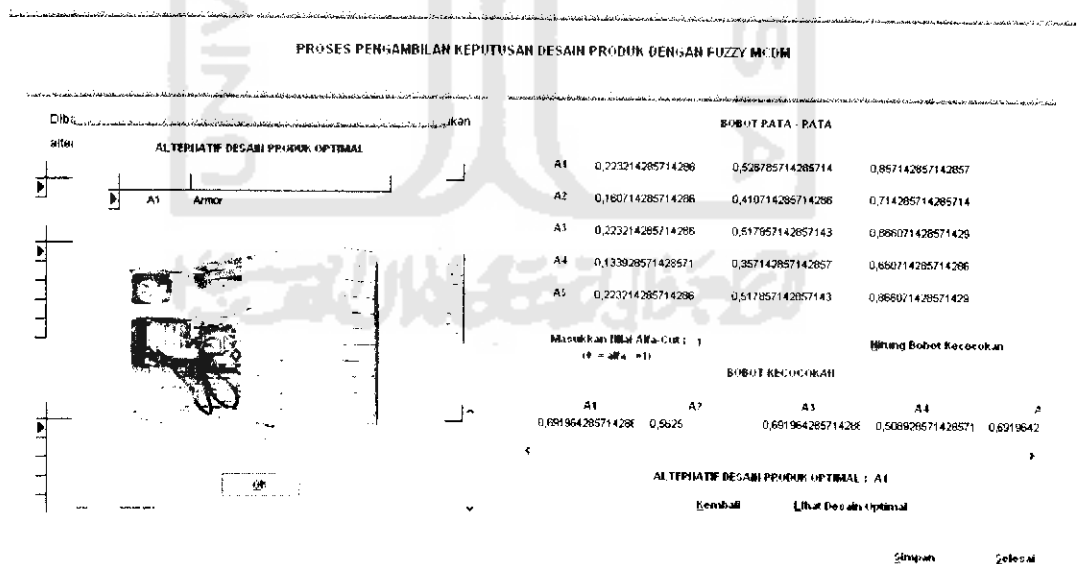 PROSES PENGAMBILAN KEPUTUSAN DESAIN PRODUK DENGAN FUZZY MCDM
ALTERNATIF DESAIN PRODUK OPTIMAL
A1 Armor
OK
BOBOT RATA - RATA
A1 0,223214285714286 0,526785714285714 0,857142857142857
A2 0,160714285714286 0,410714285714286 0,714285714285714
A3 0,223214285714286 0,517857142857143 0,866071428571429
A4 0,133928571428571 0,357142857142857 0,660714285714286
A5 0,223214285714286 0,517857142857143 0,866071428571429
Masukkan Nilai Alfa-Cut : 1
Hitung Bobot Kecocokan
BOBOT KECOCOKAN
A1 A2 A3 A4
0,691964285714286 0,5625 0,691964285714286 0,508928571428571 0,6919642
ALTERNATIF DESAIN PRODUK OPTIMAL : A1
Kembali Lihat Desain Optimal
Simpan Selesai